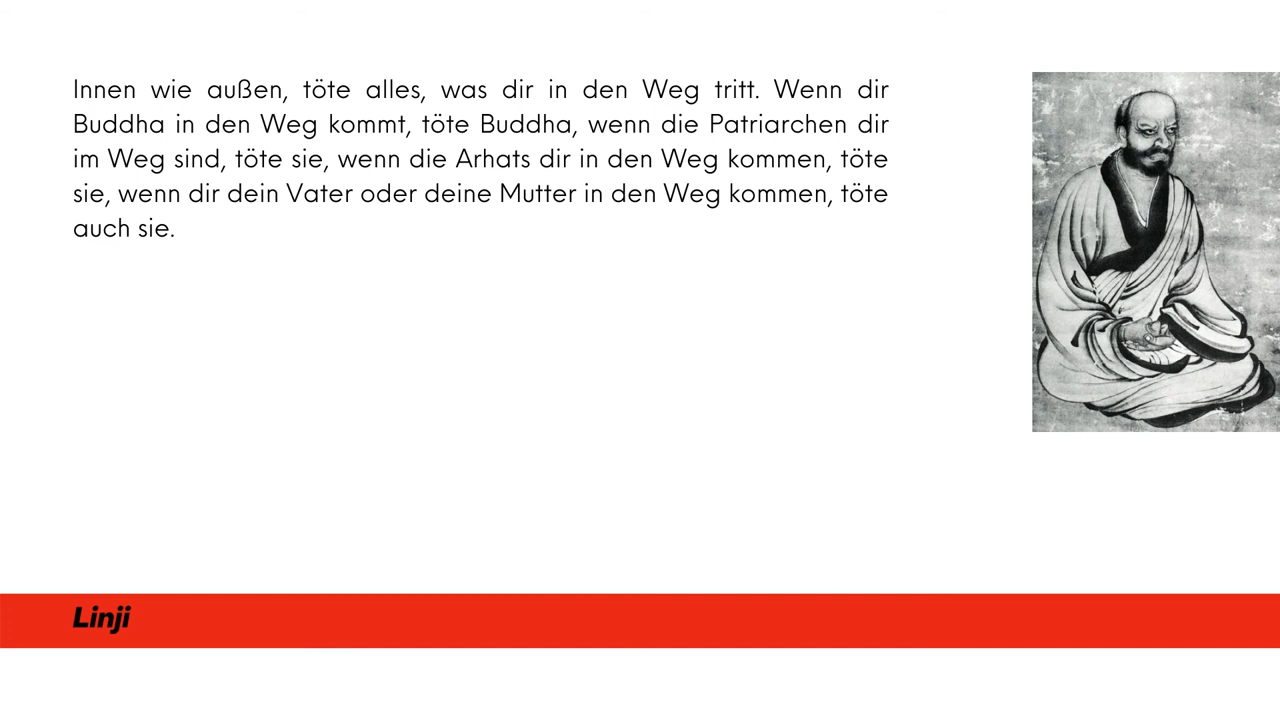 Innen wie außen, töte alles, was dir in den Weg tritt. Wenn dir
Buddha in den Weg kommt, töte Buddha, wenn die Patriarchen dir
im Weg sind, töte sie, wenn die Arhats dir in den Weg kommen, töte
sie, wenn dir dein Vater oder deine Mutter in den Weg kommen, töte
auch sie.
Linji